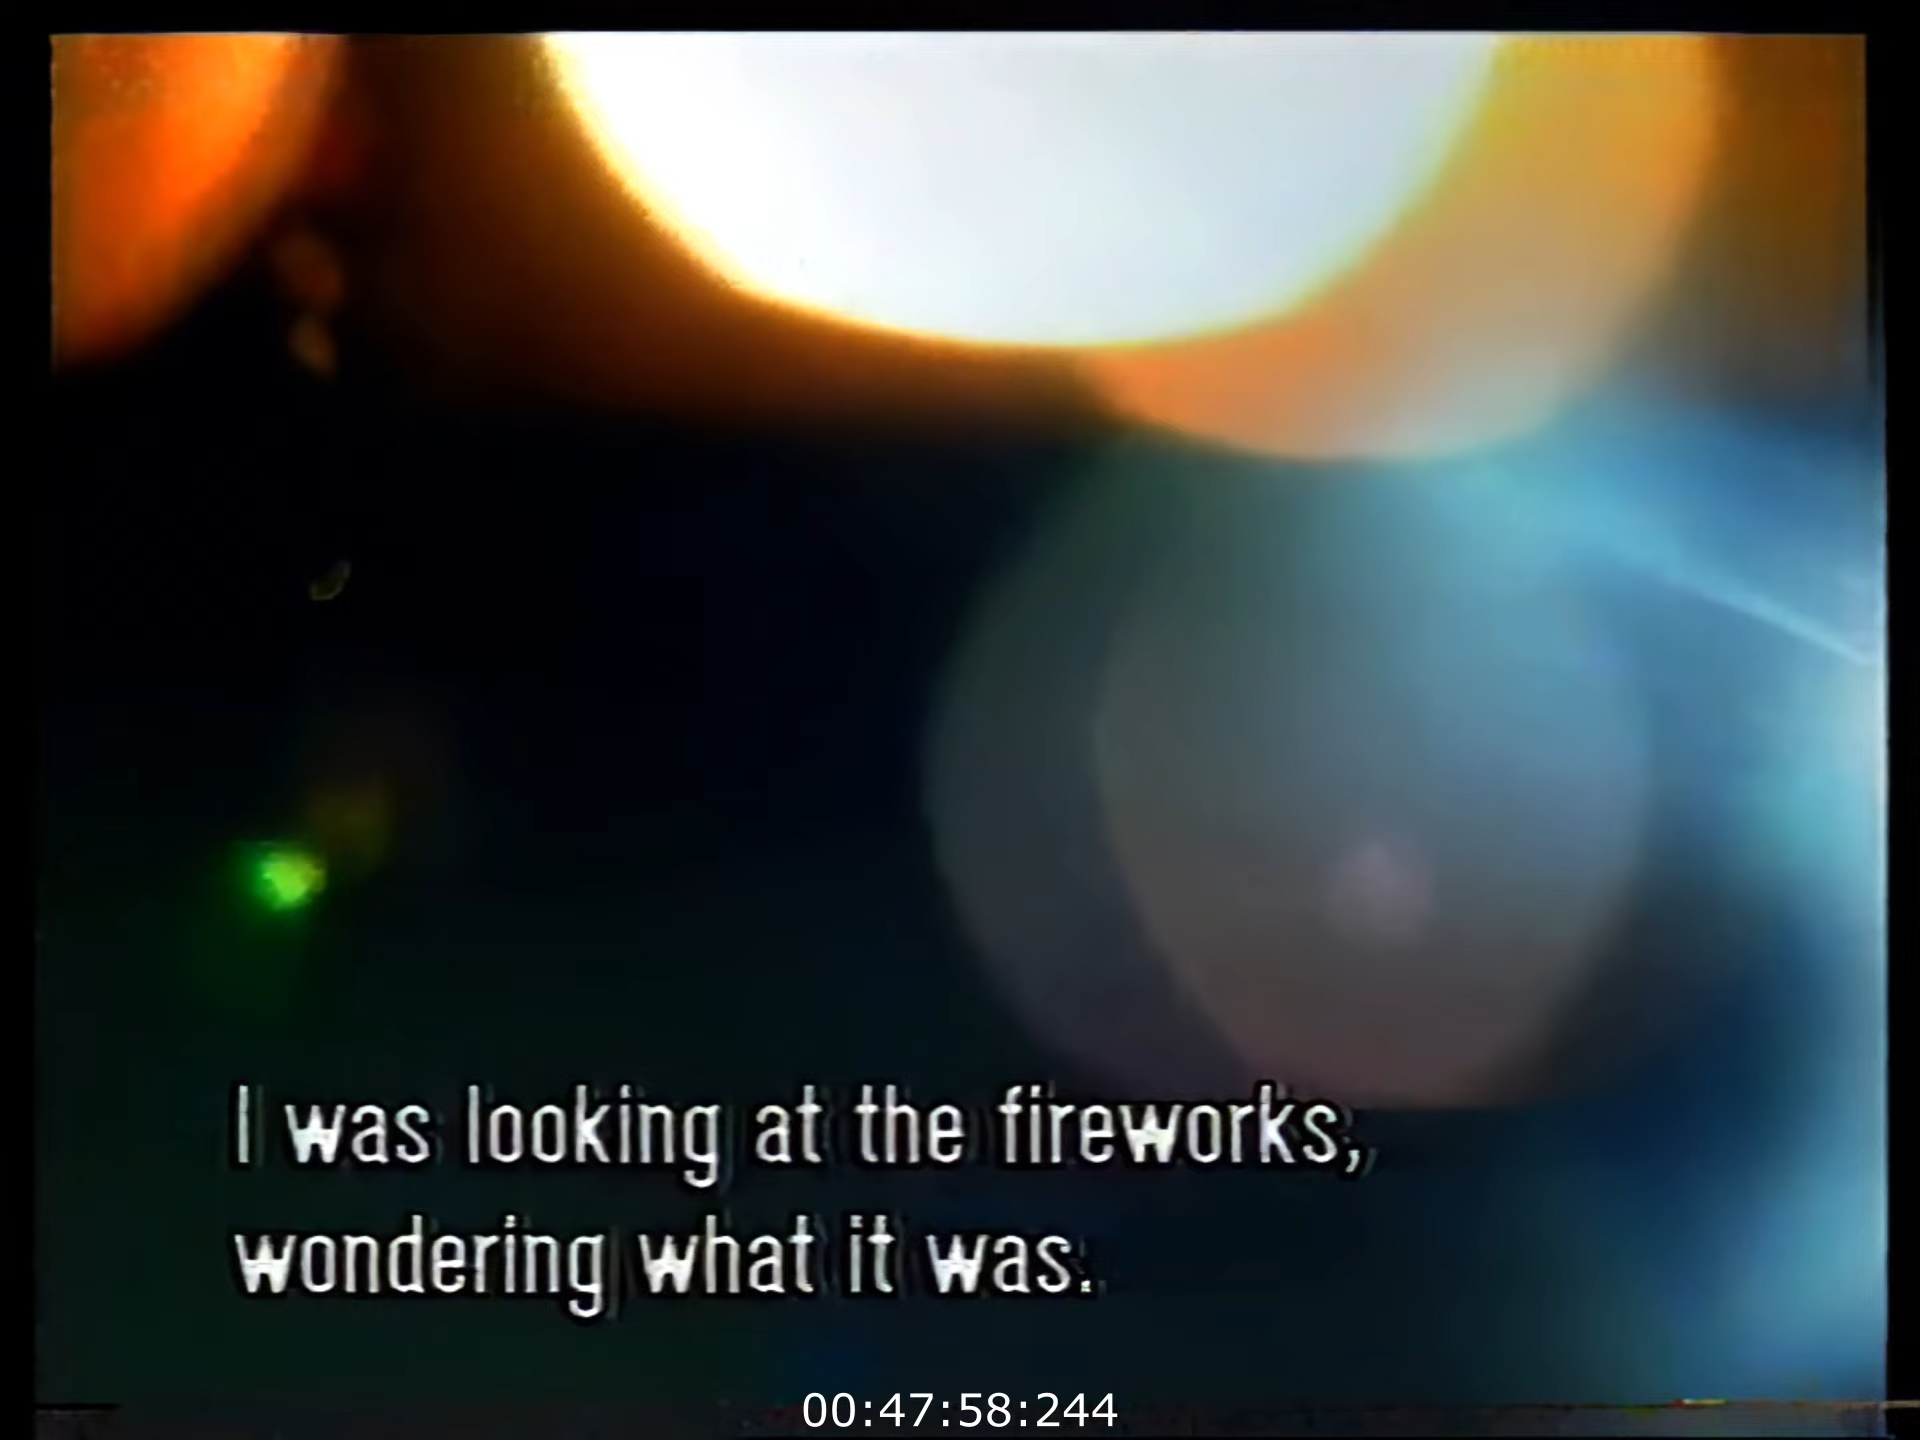 I was looking at the fireworks,
wondering what it was.
00:47:58:244